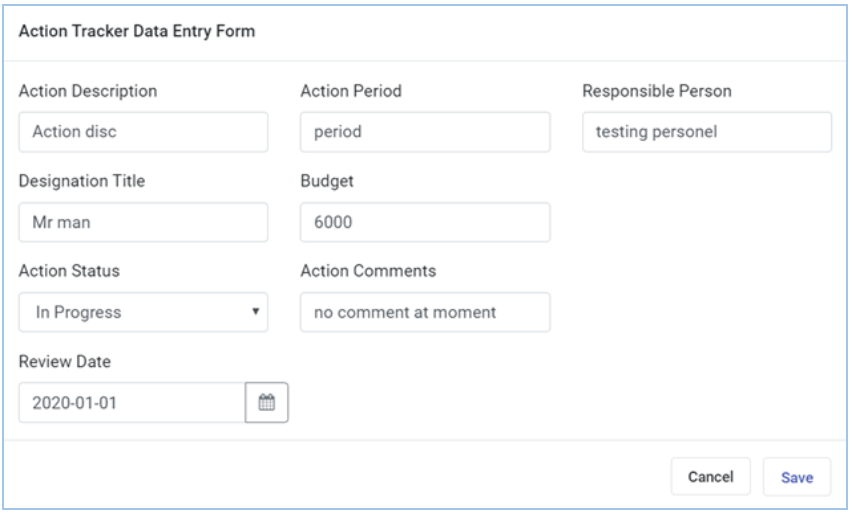 Action Tracker Data Entry Form
Action Description Action Period Responsible Person
Action disc period testing personel
Designation Title Budget
Mr man 6000
Action Status Action Comments
In Progress no comment at moment
Review Date
2020-01-01
Cancel Save